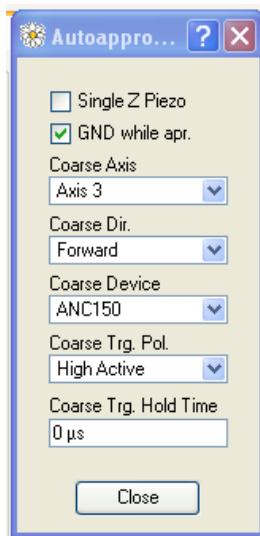 Autoappro...
Single Z Piezo
GND while apr.
Coarse Axis
Axis 3
Coarse Dir.
Forward
Coarse Device
ANC150
Coarse Trg. Pol.
High Active
Coarse Trg. Hold Time
0 µs
Close